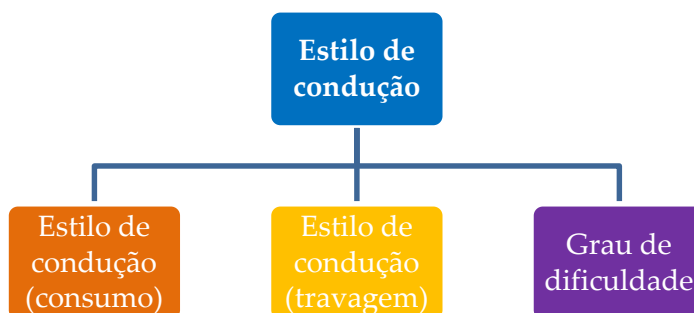 Estilo de
condução
Estilo de
condução
(consumo)
Estilo de
condução
(travagem)
Grau de
dificuldade